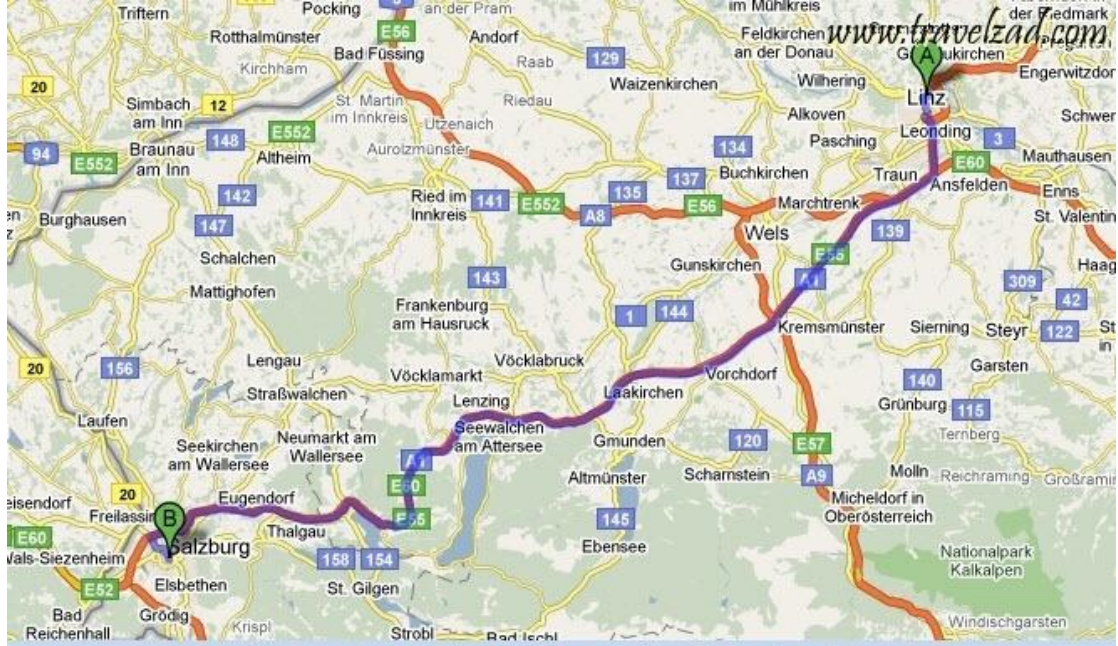 Triftern
Pocking
an der Pram
im Mühlkreis
der Riedmark
www.travelzad.com
Rotthalmünster
E56
Andorf
Feldkirchen
an der Donau
Bad Füssing
Kirchham
Raab
129
Waizenkirchen
Wilhering
A
Engerwitzdor
20
12
Simbach
am Inn
St. Martin
im Innkreis
Riedau
Alkoven
Linz
Leonding
Schwer
E552
148
Utzenaich
Pasching
3
94
E552
Braunau
am Inn
Altheim
Aurolzmünster
134
Buchkirchen
Traun
E60
Mauthausen
142
Ried im
Innkreis
141
E552
135
137
E56
A8
Marchtrenk
Ansfelden
Enns
Burghausen
147
Wels
139
St. Valentin
Schalchen
E55
Gunskirchen
A1
Haag
Mattighofen
143
309
42
Frankenburg
am Hausruck
1
144
Kremsmünster
Sierning
Steyr
122
20
156
Lengau
Vöcklabruck
Garsten
Straßwalchen
Vöcklamarkt
Vorchdorf
140
Laakirchen
Grünburg
115
Laufen
Lenzing
Seewalchen
am Attersee
Ternberg
Seekirchen
am Wallersee
Neumarkt am
Wallersee
Gmunden
120
E57
A1
Altmünster
Scharnstein
A9
Molln
Reichraming
Großramin
E60
20
Eugendorf
Micheldorf in
Oberösterreich
eisendorf
Freilassin
B
E55
145
Thalgau
E60
Salzburg
Ebensee
Nationalpark
Kalkalpen
Wals-Siezenheim
158
154
E52
Elsbethen
St. Gilgen
Bad
Reichenhall
Grödig
Krispl
Strobl
Bad Ischl
Windischgarsten